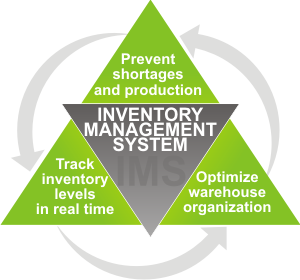 Prevent
shortages
and production
INVENTORY
MANAGEMENT
SYSTEM
IMS
Track
inventory
levels
in real time
Optimize
warehouse
organization